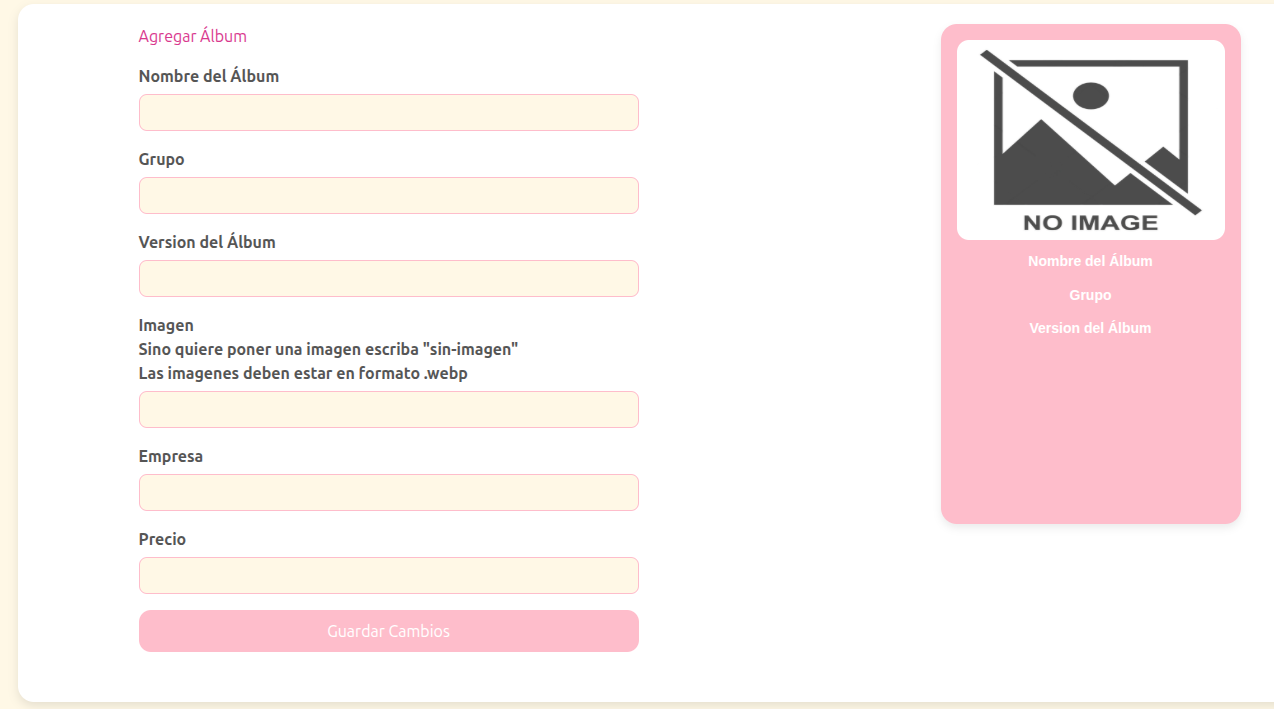 Agregar Álbum
Nombre del Álbum
Grupo
Version del Álbum
Imagen
Sino quiere poner una imagen escriba "sin-imagen"
Las imagenes deben estar en formato .webp
Empresa
Precio
Guardar Cambios
NO IMAGE
Nombre del Álbum
Grupo
Version del Álbum